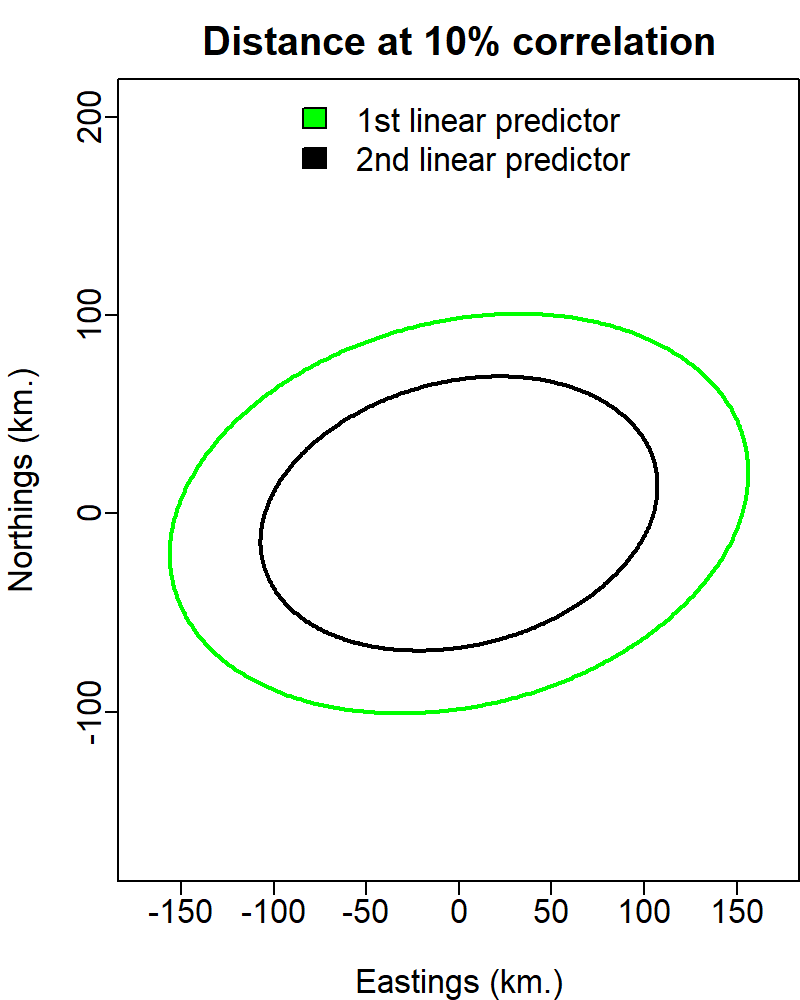 Distance at 10% correlation
1st linear predictor
2nd linear predictor
200
100
0
-100
Northings (km.)
-150 -100 -50 0 50 100 150
Eastings (km.)